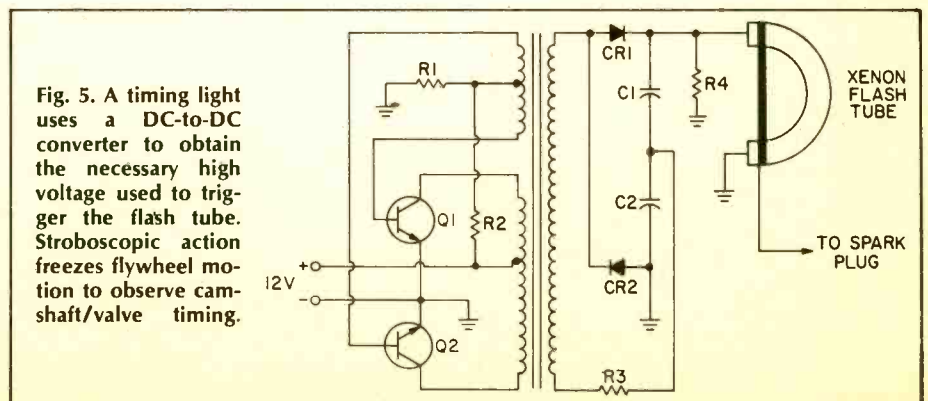 Fig. 5. A timing light
uses a DC-to-DC
converter to obtain
the necessary high
voltage used to trig-
ger the flash tube.
Stroboscopic action
freezes flywheel mo-
tion to observe cam-
shaft/valve timing.
R1
Q1
R2
+
12V
-
Q2
CR1
C1
R4
C2
CR2
R3
XENON
FLASH
TUBE
TO SPARK
PLUG